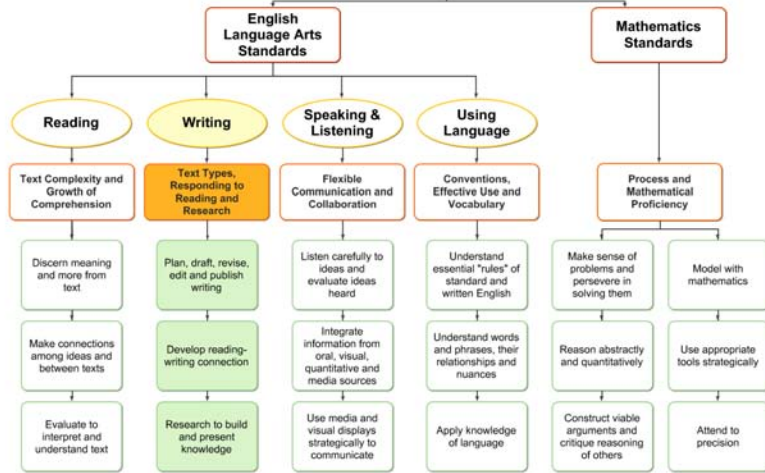 English
Language Arts
Standards
Mathematics
Standards
Reading
Writing
Speaking &
Listening
Using
Language
Text Complexity and
Growth of
Comprehension
Text Types,
Responding to
Reading and
Research
Flexible
Communication and
Collaboration
Conventions,
Effective Use and
Vocabulary
Process and
Mathematical
Proficiency
Discern meaning
and more from
text
Plan, draft, revise,
edit and publish
writing
Listen carefully to
ideas and
evaluate ideas
heard
Understand
essential "rules" of
standard and
written English
Make sense of
problems and
persevere in
solving them
Model with
mathematics
Make connections
among ideas and
between texts
Develop reading-
writing connection
Integrate
information from
oral, visual,
quantitative and
media sources
Understand words
and phrases, their
relationships and
nuances
Reason abstractly
and quantitatively
Use appropriate
tools strategically
Evaluate to
interpret and
understand text
Research to build
and present
knowledge
Use media and
visual displays
strategically to
communicate
Apply knowledge
of language
Construct viable
arguments and
critique reasoning
of others
Attend to
precision